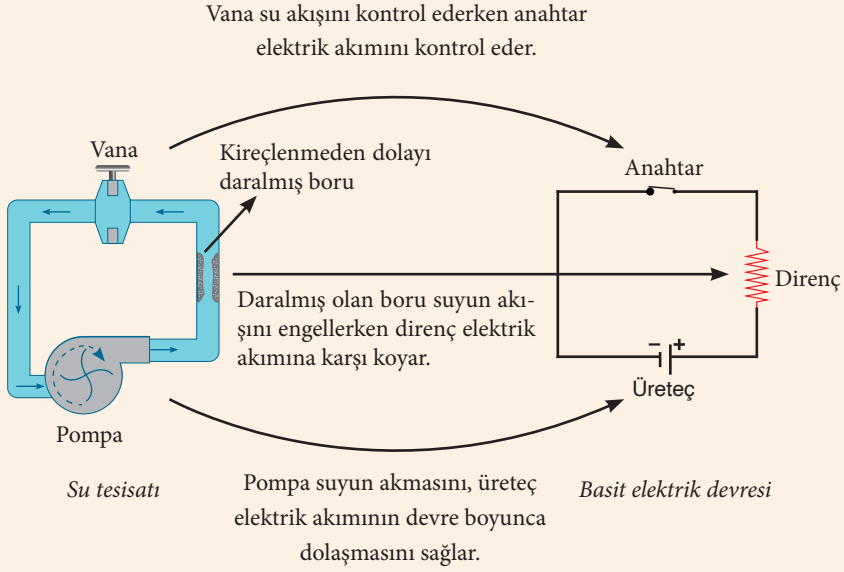 Vana su akışını kontrol ederken anahtar
elektrik akımını kontrol eder.
Vana
Kireçlenmeden dolayı
daralmış boru
Anahtar
Direnç
Daralmış olan boru suyun akı-
şını engellerken direnç elektrik
akımına karşı koyar.
- +
Üreteç
Pompa
Su tesisatı
Pompa suyun akmasını, üreteç
elektrik akımının devre boyunca
dolaşmasını sağlar.
Basit elektrik devresi